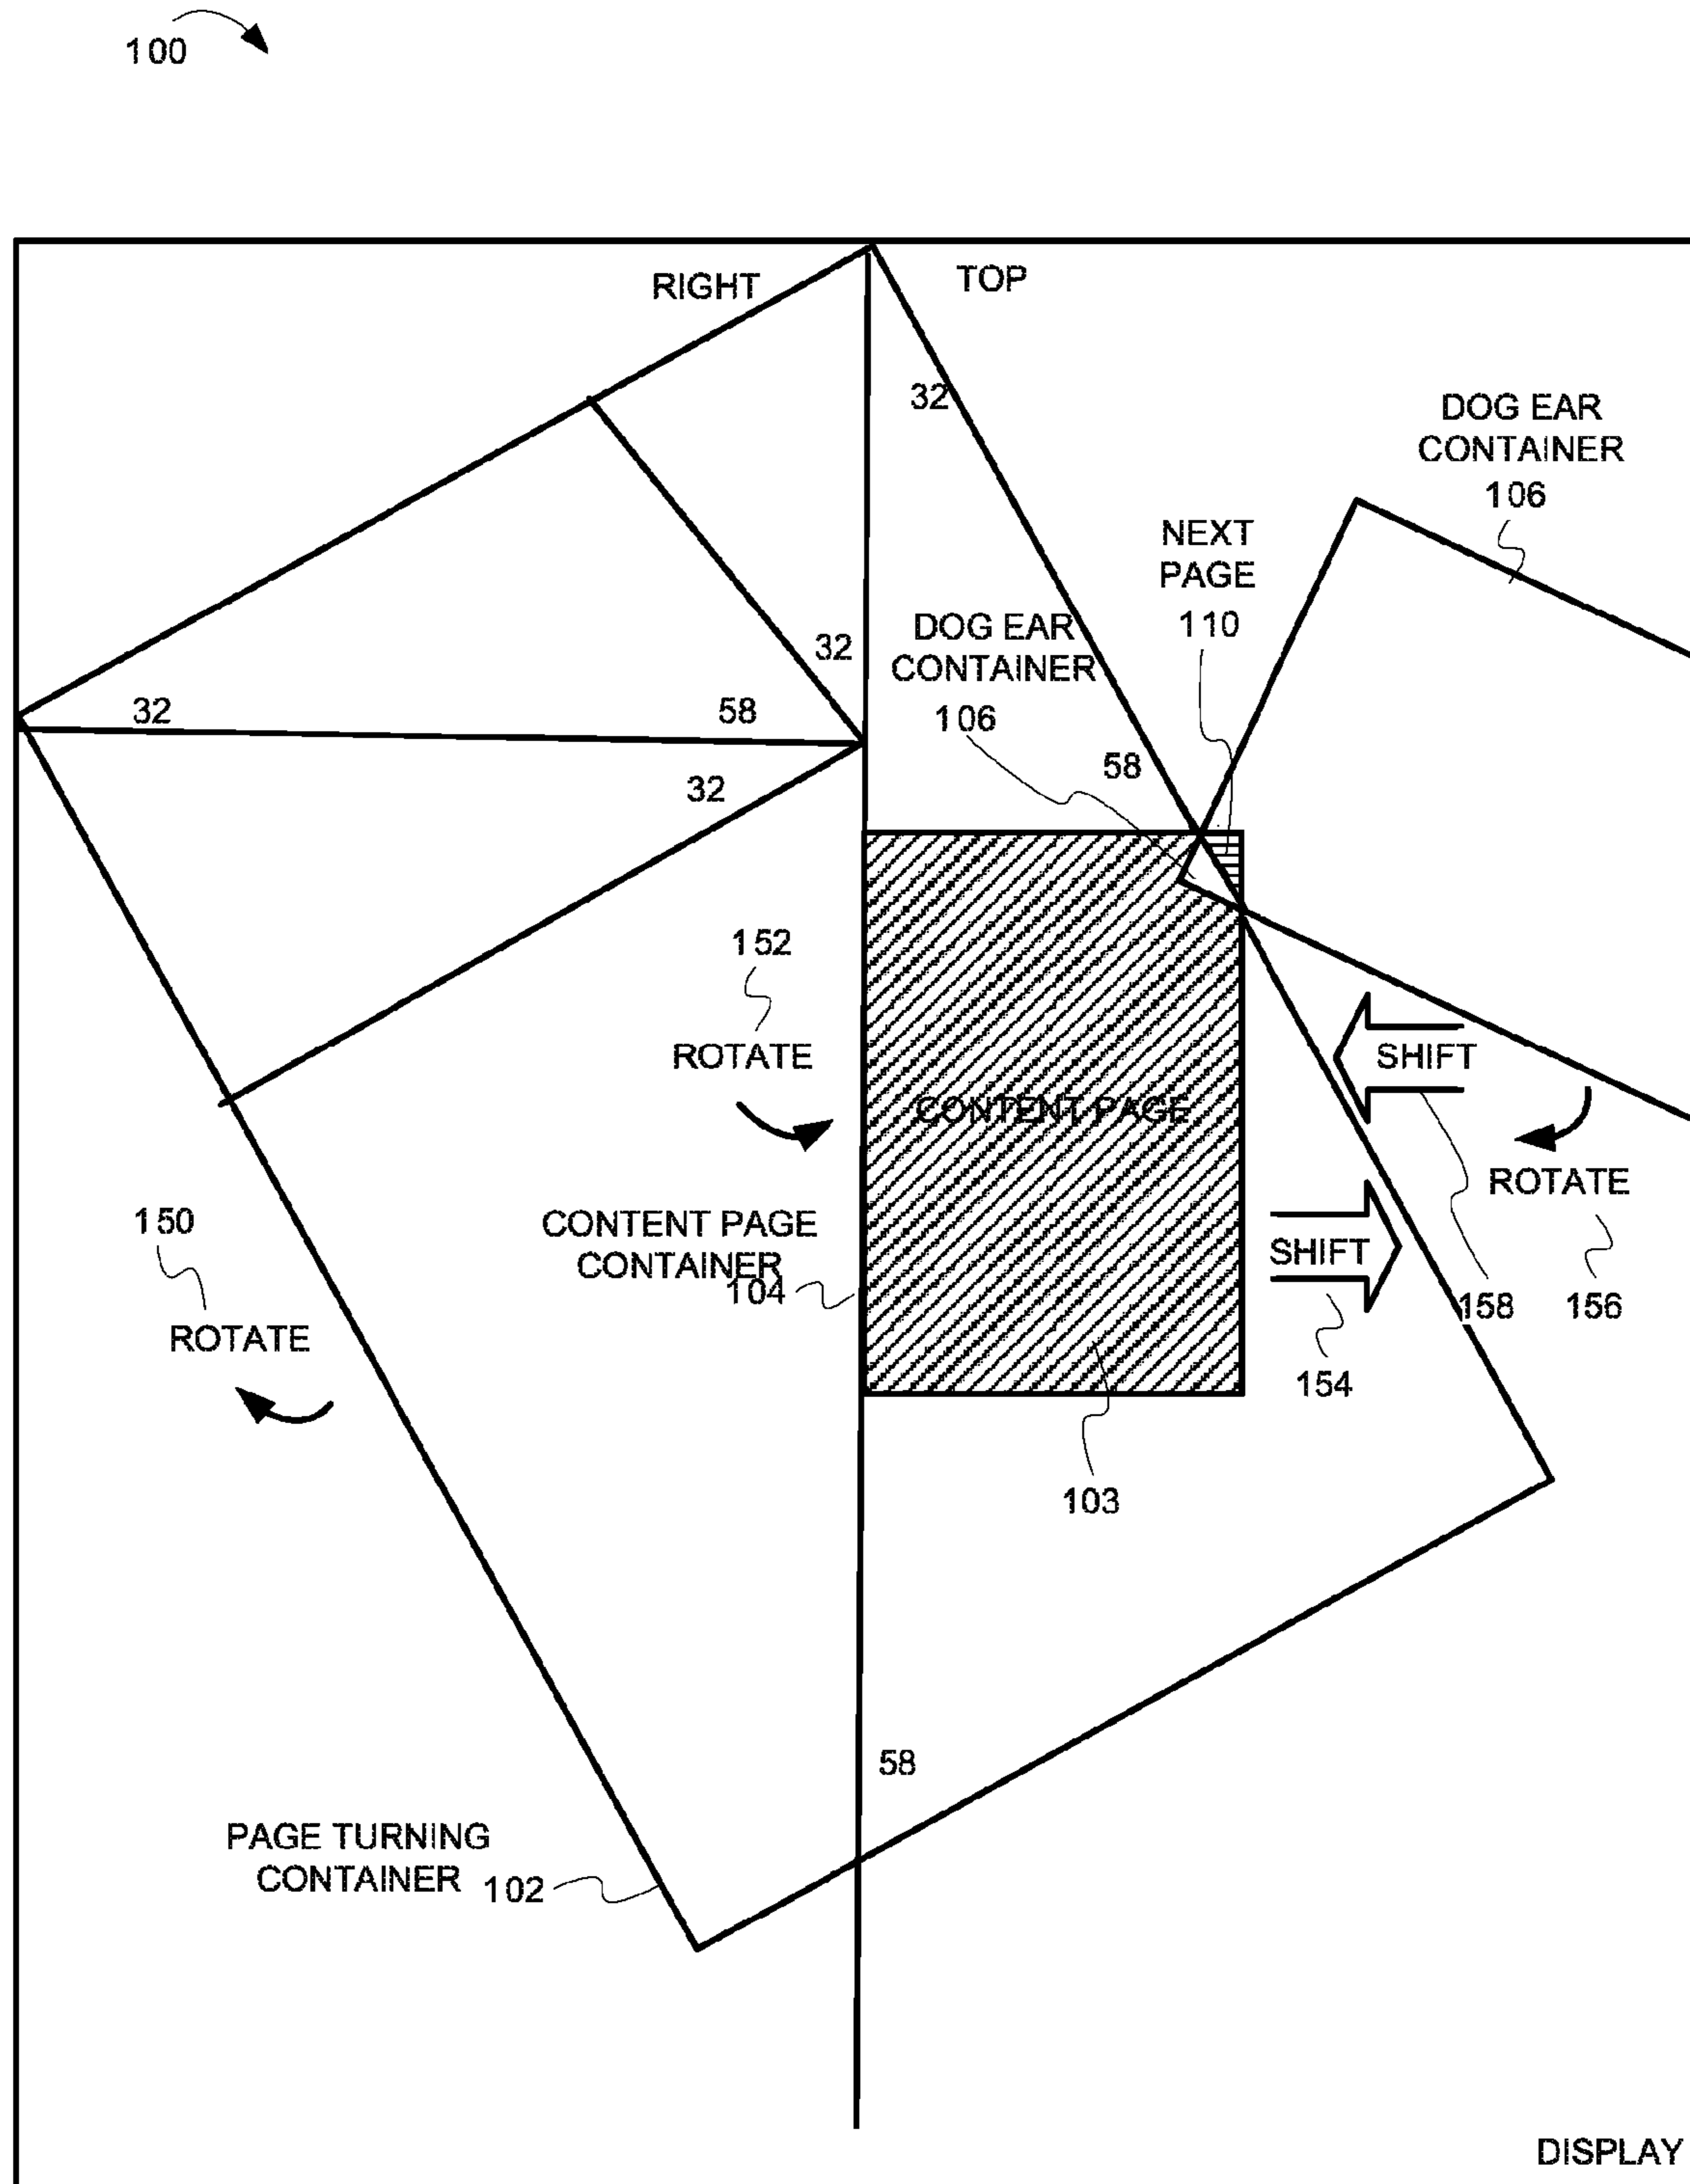 100
RIGHT
TOP
32
DOG EAR
CONTAINER
106
NEXT
PAGE
110
DOG EAR
CONTAINER
106
32
32
58
58
32
152
ROTATE
SHIFT
CONTENT PAGE
ROTATE
156
150
ROTATE
CONTENT PAGE
CONTAINER
104
SHIFT
158
154
103
58
PAGE TURNING
CONTAINER
102
DISPLAY